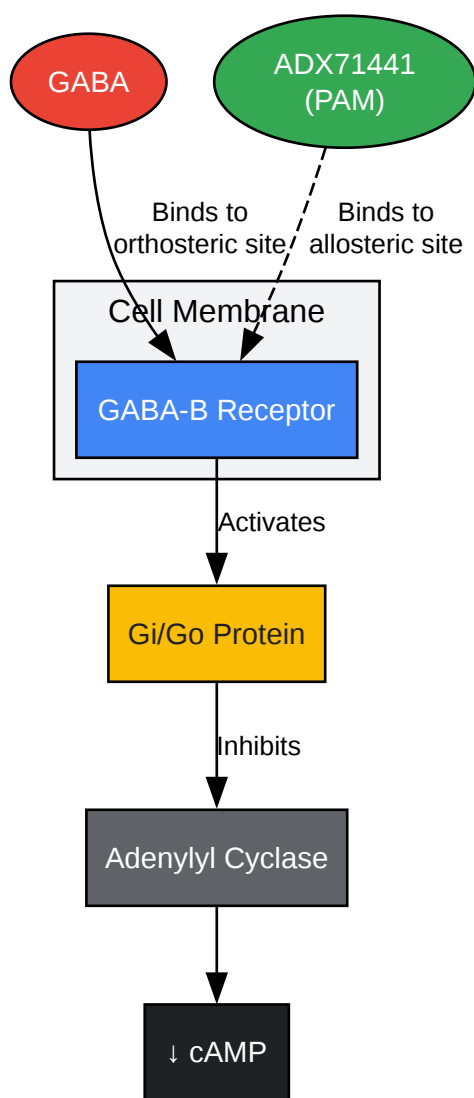 GABA
ADX71441
(PAM)
Binds to
orthosteric site
Binds to
allosteric site
Cell Membrane
GABA-B Receptor
Activates
Gi/Go Protein
Inhibits
Adenylyl Cyclase
↓ cAMP